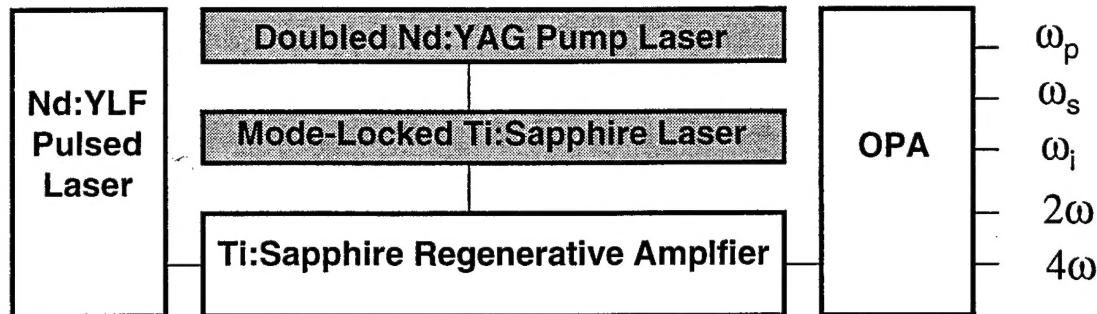 Doubled Nd:YAG Pump Laser
Nd:YLF
Pulsed
Laser
Mode-Locked Ti:Sapphire Laser
Ti:Sapphire Regenerative Amplfier
OPA
ωp
ωs
ωi
2ω
4ω